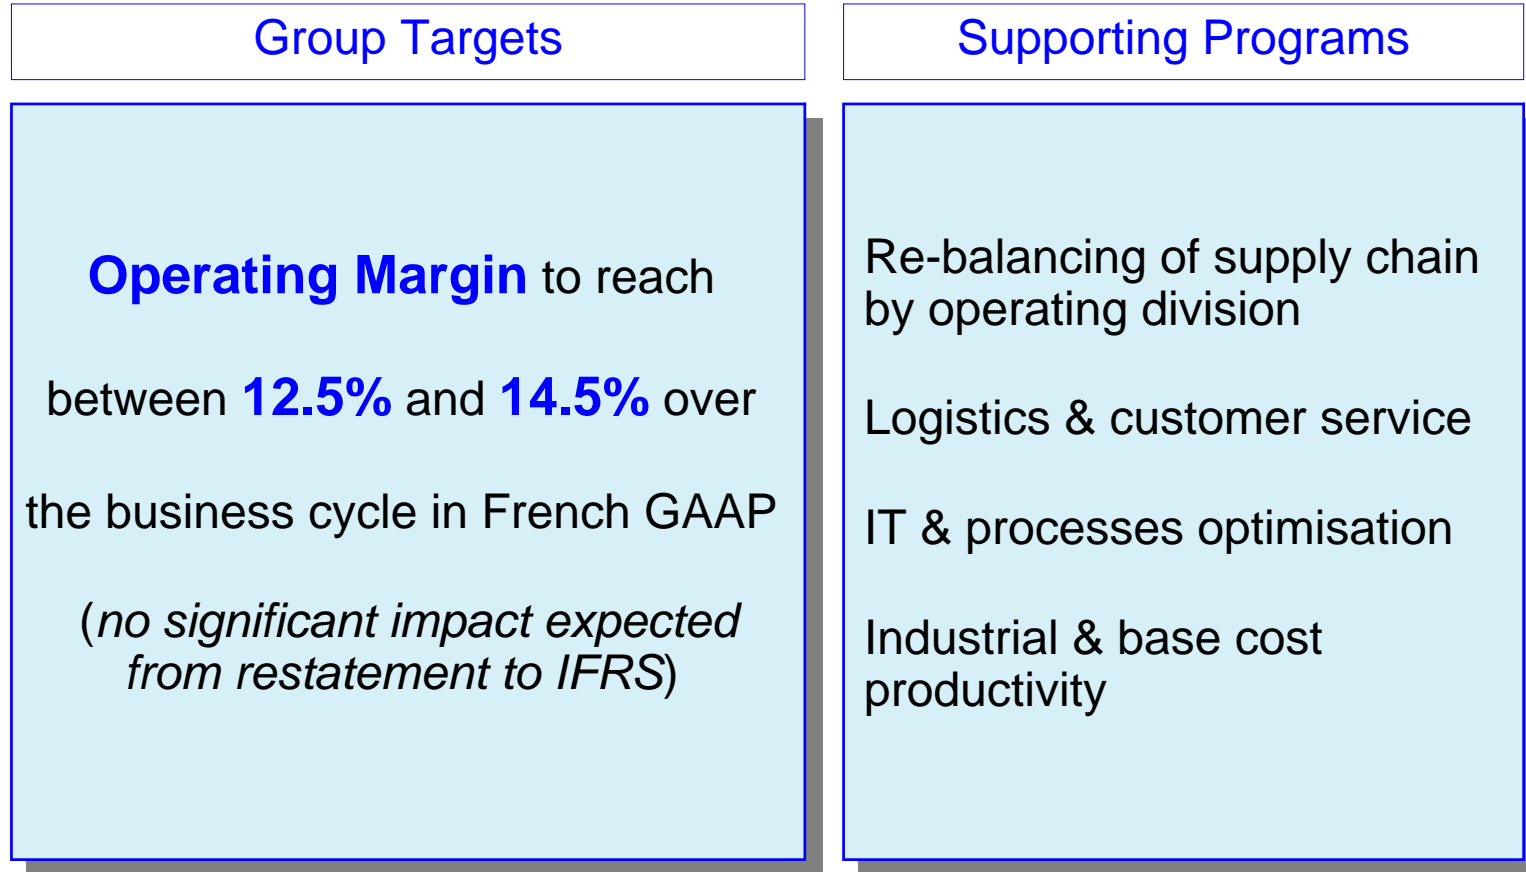 Group Targets
Operating Margin to reach
between 12.5% and 14.5% over
the business cycle in French GAAP
(no significant impact expected
from restatement to IFRS)
Supporting Programs
Re-balancing of supply chain
by operating division
Logistics & customer service
IT & processes optimisation
Industrial & base cost
productivity